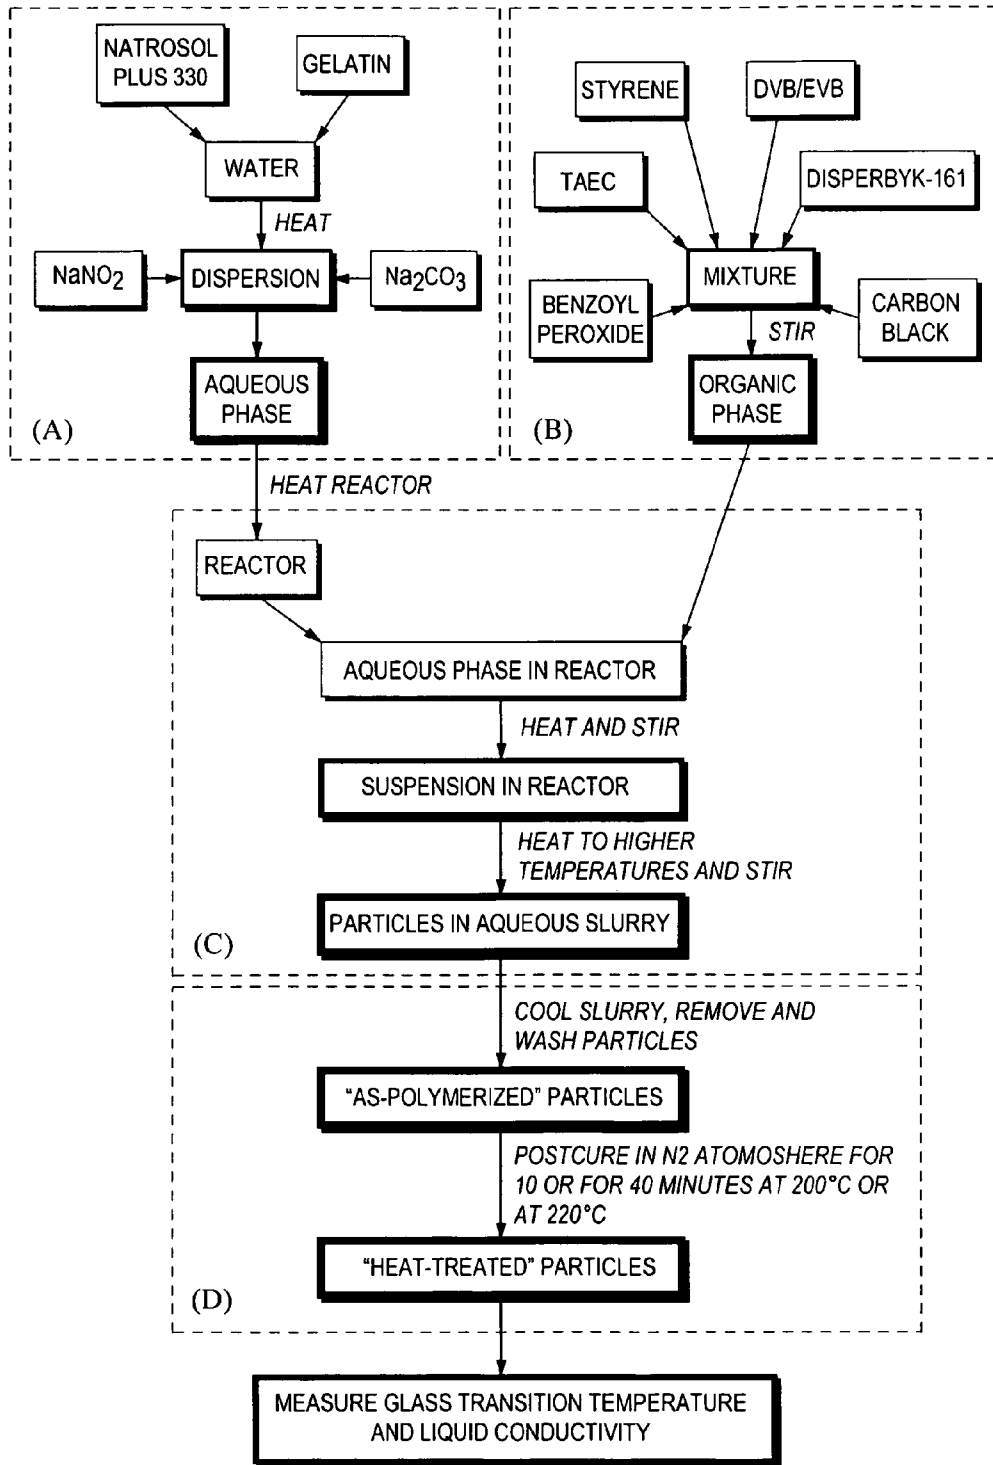 NATROSOL
PLUS 330
GELATIN
WATER
HEAT
NaNO2
DISPERSION
Na2CO3
AQUEOUS
PHASE
(A)
STYRENE
DVB/EVB
TAEC
DISPERBYK-161
MIXTURE
BENZOYL
PEROXIDE
CARBON
BLACK
STIR
ORGANIC
PHASE
(B)
HEAT REACTOR
REACTOR
AQUEOUS PHASE IN REACTOR
HEAT AND STIR
SUSPENSION IN REACTOR
HEAT TO HIGHER
TEMPERATURES AND STIR
PARTICLES IN AQUEOUS SLURRY
(C)
COOL SLURRY, REMOVE AND
WASH PARTICLES
“AS-POLYMERIZED” PARTICLES
POSTCURE IN N2 ATOMOSHERE FOR
10 OR FOR 40 MINUTES AT 200°C OR
AT 220°C
“HEAT-TREATED” PARTICLES
(D)
MEASURE GLASS TRANSITION TEMPERATURE
AND LIQUID CONDUCTIVITY